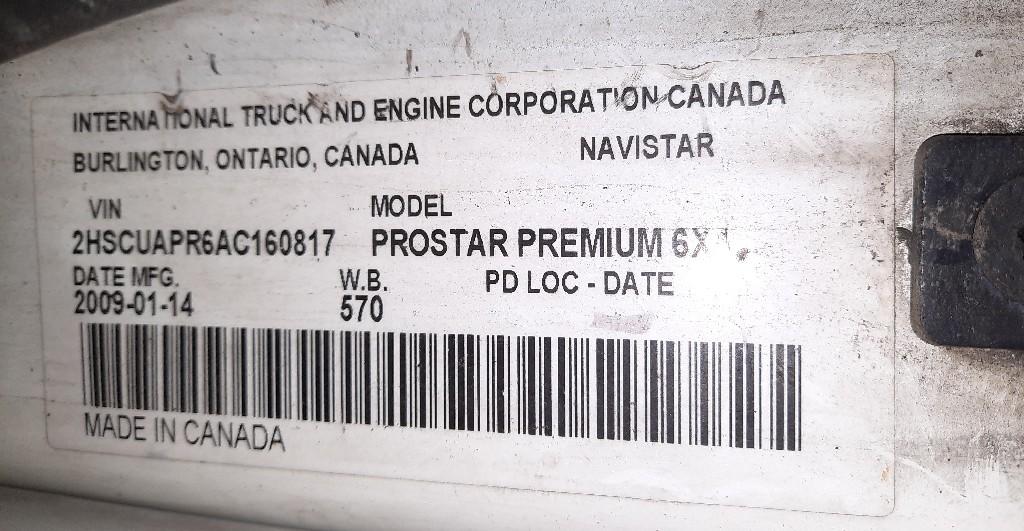 INTERNATIONAL TRUCK AND ENGINE CORPORATION CANADA
BURLINGTON, ONTARIO, CANADA NAVISTAR
VIN MODEL
2HSCUAPR6AC160817 PROSTAR PREMIUM
DATE MFG. W.B. PD LOC - DATE
2009-01-14 570
MADE IN CANADA